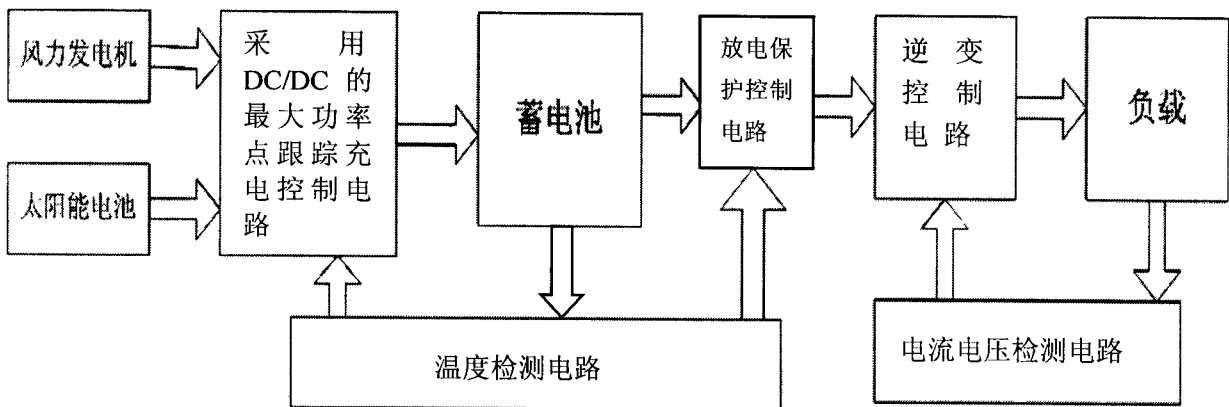 风力发电机
太阳能电池
采用
DC/DC的
最大功率
点跟踪充
电控制电
路
蓄电池
放电保
护控制
电路
逆变
控制
电路
负载
温度检测电路
电流电压检测电路